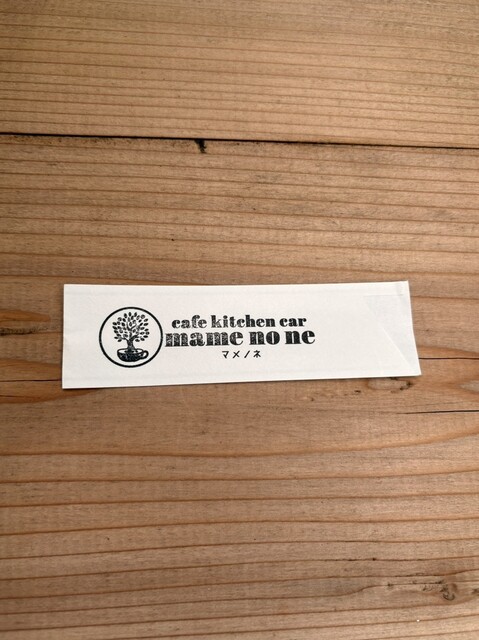 cafe kitchen car
mame no ne
マメノネ